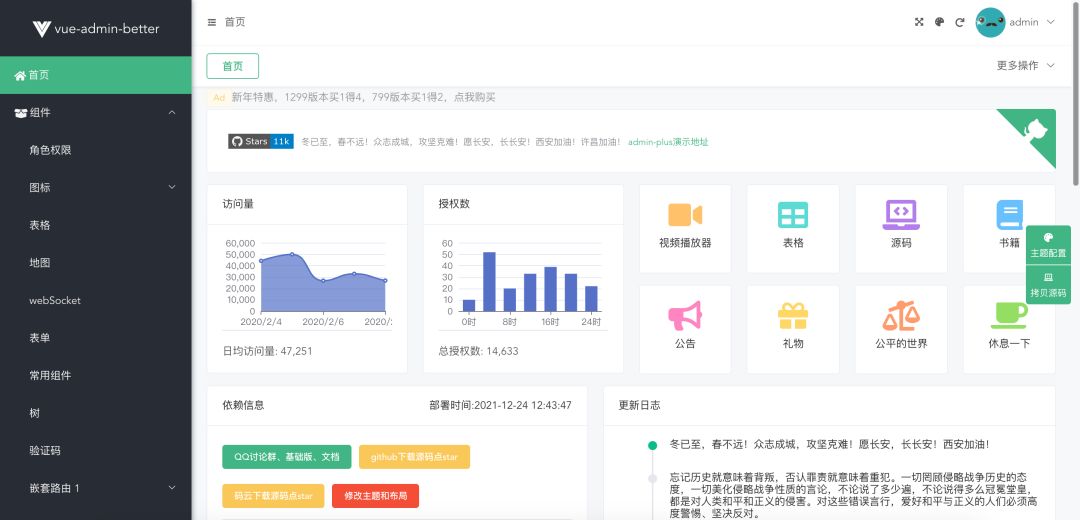 vue-admin-better
首页
组件
角色权限
图标
表格
地图
webSocket
表单
常用组件
树
验证码
嵌套路由 1
首页
admin
首页
更多操作
Ad 新年特惠，1299版本买1得4，799版本买1得2，点我购买
Stars 11k 冬已至，春不远！众志成城，攻坚克难！愿长安，长长安！西安加油！许昌加油！ admin-plus演示地址
访问量
60,000
50,000
40,000
30,000
20,000
10,000
0
2020/2/4 2020/2/6 2020/:
日均访问量: 47,251
授权数
60
50
40
30
20
10
0
0时 8时 16时 24时
总授权数: 14,633
视频播放器
表格
源码
书籍
公告
礼物
公平的世界
休息一下
主题配置
拷贝源码
依赖信息
部署时间:2021-12-24 12:43:47
QQ讨论群、基础版、文档
github下载源码点star
码云下载源码点star
修改主题和布局
更新日志
冬已至，春不远！众志成城，攻坚克难！愿长安，长长安！西安加油！
忘记历史就意味着背叛，否认罪责就意味着重犯。一切罔顾侵略战争历史的态
度，一切美化侵略战争性质的言论，不论说了多少遍，不论说得多么冠冕堂皇，
都是对人类和平和正义的侵害。对这些错误言行，爱好和平与正义的人们必须高
度警惕、坚决反对。